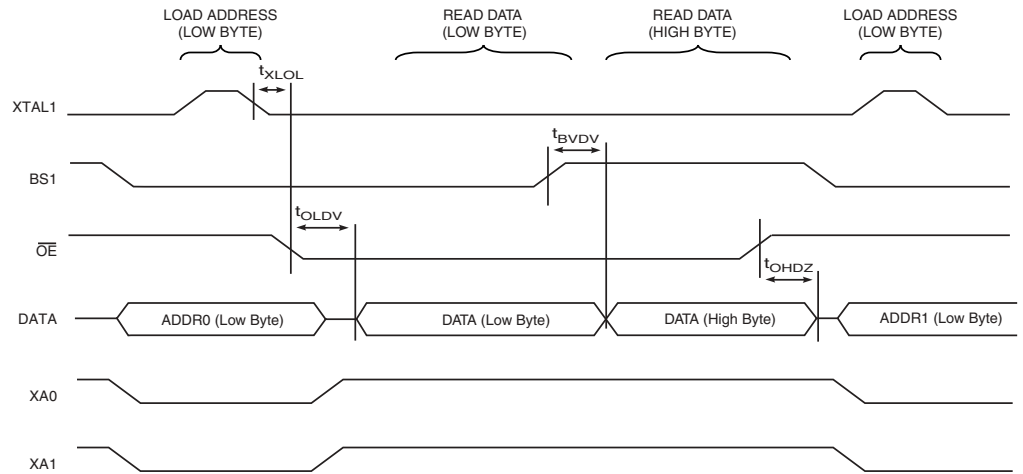 LOAD ADDRESS
(LOW BYTE)
READ DATA
(LOW BYTE)
READ DATA
(HIGH BYTE)
LOAD ADDRESS
(LOW BYTE)
tXLOL
XTAL1
tBVDV
BS1
tOLDV
OE
tOHDZ
DATA
ADDR0 (Low Byte)
DATA (Low Byte)
DATA (High Byte)
ADDR1 (Low Byte)
XA0
XA1